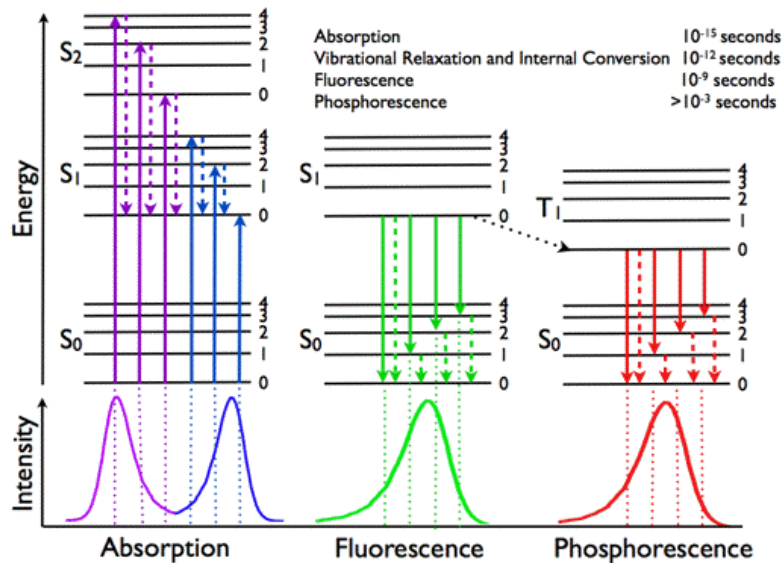 Absorption 10⁻¹⁵ seconds
Vibrational Relaxation and Internal Conversion 10⁻¹² seconds
Fluorescence 10⁻⁹ seconds
Phosphorescence >10⁻³ seconds
Energy
S₂
4
3
2
1
0
S₁
4
3
2
1
0
S₀
4
3
2
1
0
S₁
4
3
2
1
0
S₀
4
3
2
1
0
T₁
4
3
2
1
0
S₀
4
3
2
1
0
Intensity
Absorption
Fluorescence
Phosphorescence